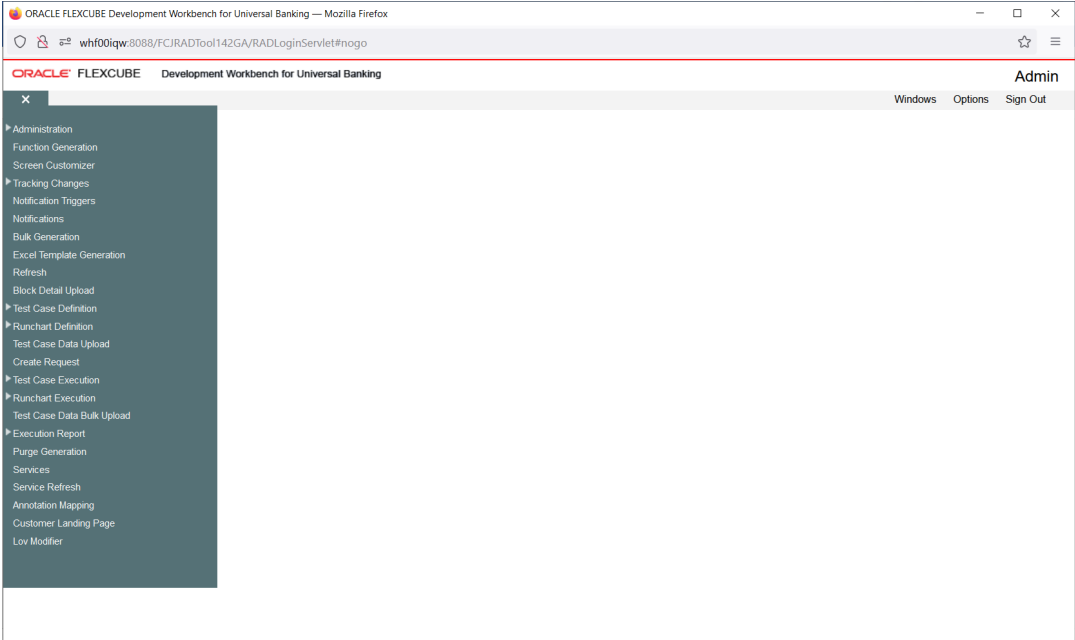 ORACLE FLEXCUBE Development Workbench for Universal Banking — Mozilla Firefox
whf00iqw:8088/FCJRADTool142GA/RADLoginServlet#nogo
ORACLE FLEXCUBE Development Workbench for Universal Banking Admin
Windows Options Sign Out
Administration
Function Generation
Screen Customizer
Tracking Changes
Notification Triggers
Notifications
Bulk Generation
Excel Template Generation
Refresh
Block Detail Upload
Test Case Definition
Runchart Definition
Test Case Data Upload
Create Request
Test Case Execution
Runchart Execution
Test Case Data Bulk Upload
Execution Report
Purge Generation
Services
Service Refresh
Annotation Mapping
Customer Landing Page
Lov Modifier